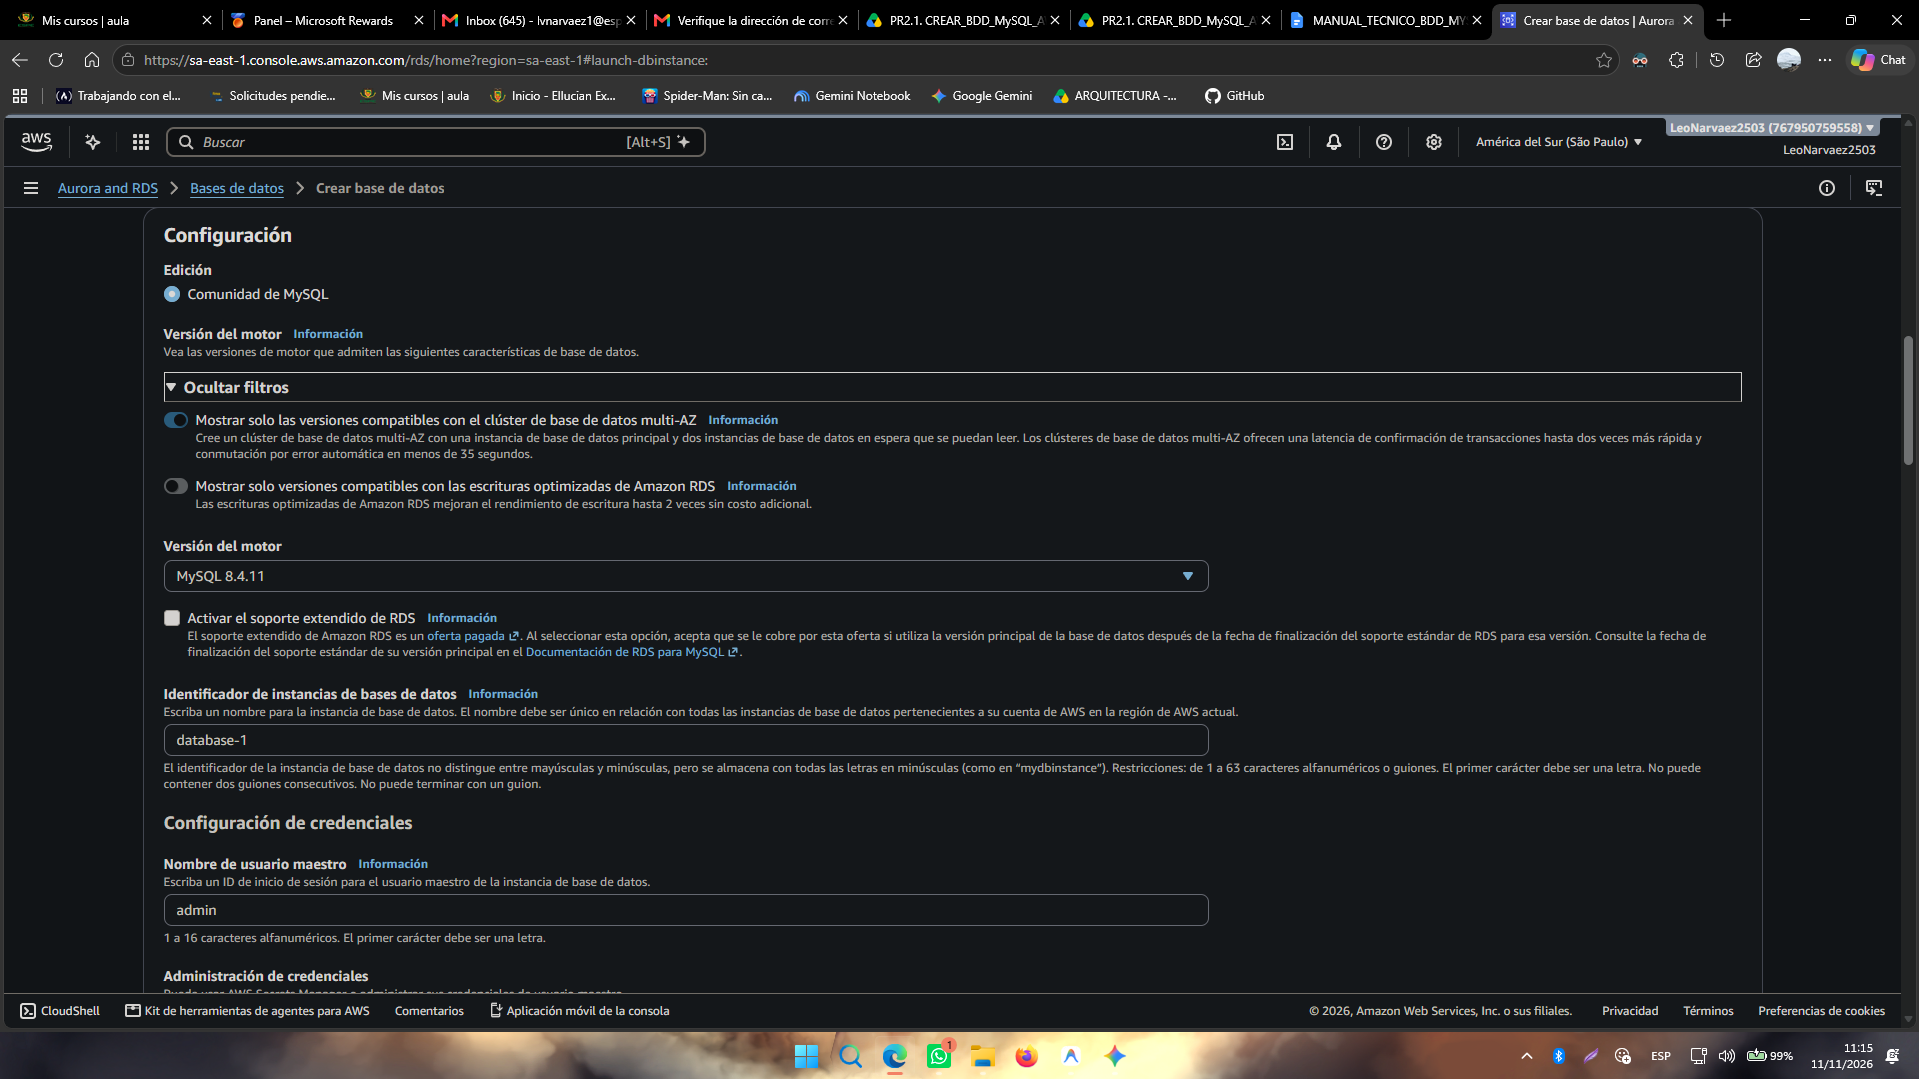 Mis cursos | aula
Panel – Microsoft Rewards
Inbox (645) - lvnarvaez1@esp
Verifique la dirección de corre
PR2.1. CREAR_BDD_MySQL_A
PR2.1. CREAR_BDD_MySQL_A
MANUAL_TECNICO_BDD_MY
Crear base de datos | Aurora
https://sa-east-1.console.aws.amazon.com/rds/home?region=sa-east-1#launch-dbinstance:
Chat
Trabajando con el...
Solicitudes pendie...
Mis cursos | aula
Inicio - Ellucian Ex...
Spider-Man: Sin ca...
Gemini Notebook
Google Gemini
ARQUITECTURA -...
GitHub
aws
Buscar
[Alt+S]
América del Sur (São Paulo)
LeoNarvaez2503 (767950759558)
LeoNarvaez2503
Aurora and RDS
Bases de datos
Crear base de datos
Configuración
Edición
Comunidad de MySQL
Versión del motor Información
Vea las versiones de motor que admiten las siguientes características de base de datos.
Ocultar filtros
Mostrar solo las versiones compatibles con el clúster de base de datos multi-AZ Información
Cree un clúster de base de datos multi-AZ con una instancia de base de datos principal y dos instancias de base de datos en espera que se puedan leer. Los clústeres de base de datos multi-AZ ofrecen una latencia de confirmación de transacciones hasta dos veces más rápida y
conmutación por error automática en menos de 35 segundos.
Mostrar solo versiones compatibles con las escrituras optimizadas de Amazon RDS Información
Las escrituras optimizadas de Amazon RDS mejoran el rendimiento de escritura hasta 2 veces sin costo adicional.
Versión del motor
MySQL 8.4.11
Activar el soporte extendido de RDS Información
El soporte extendido de Amazon RDS es un oferta pagada. Al seleccionar esta opción, acepta que se le cobre por esta oferta si utiliza la versión principal de la base de datos después de la fecha de finalización del soporte estándar de RDS para esa versión. Consulte la fecha de
finalización del soporte estándar de su versión principal en el Documentación de RDS para MySQL.
Identificador de instancias de bases de datos Información
Escriba un nombre para la instancia de base de datos. El nombre debe ser único en relación con todas las instancias de base de datos pertenecientes a su cuenta de AWS en la región de AWS actual.
database-1
El identificador de la instancia de base de datos no distingue entre mayúsculas y minúsculas, pero se almacena con todas las letras en minúsculas (como en “mydbinstance”). Restricciones: de 1 a 63 caracteres alfanuméricos o guiones. El primer carácter debe ser una letra. No puede
contener dos guiones consecutivos. No puede terminar con un guion.
Configuración de credenciales
Nombre de usuario maestro Información
Escriba un ID de inicio de sesión para el usuario maestro de la instancia de base de datos.
admin
1 a 16 caracteres alfanuméricos. El primer carácter debe ser una letra.
Administración de credenciales
CloudShell
Kit de herramientas de agentes para AWS
Comentarios
Aplicación móvil de la consola
© 2026, Amazon Web Services, Inc. o sus filiales.
Privacidad
Términos
Preferencias de cookies
1
ESP
99%
11:15
11/11/2026